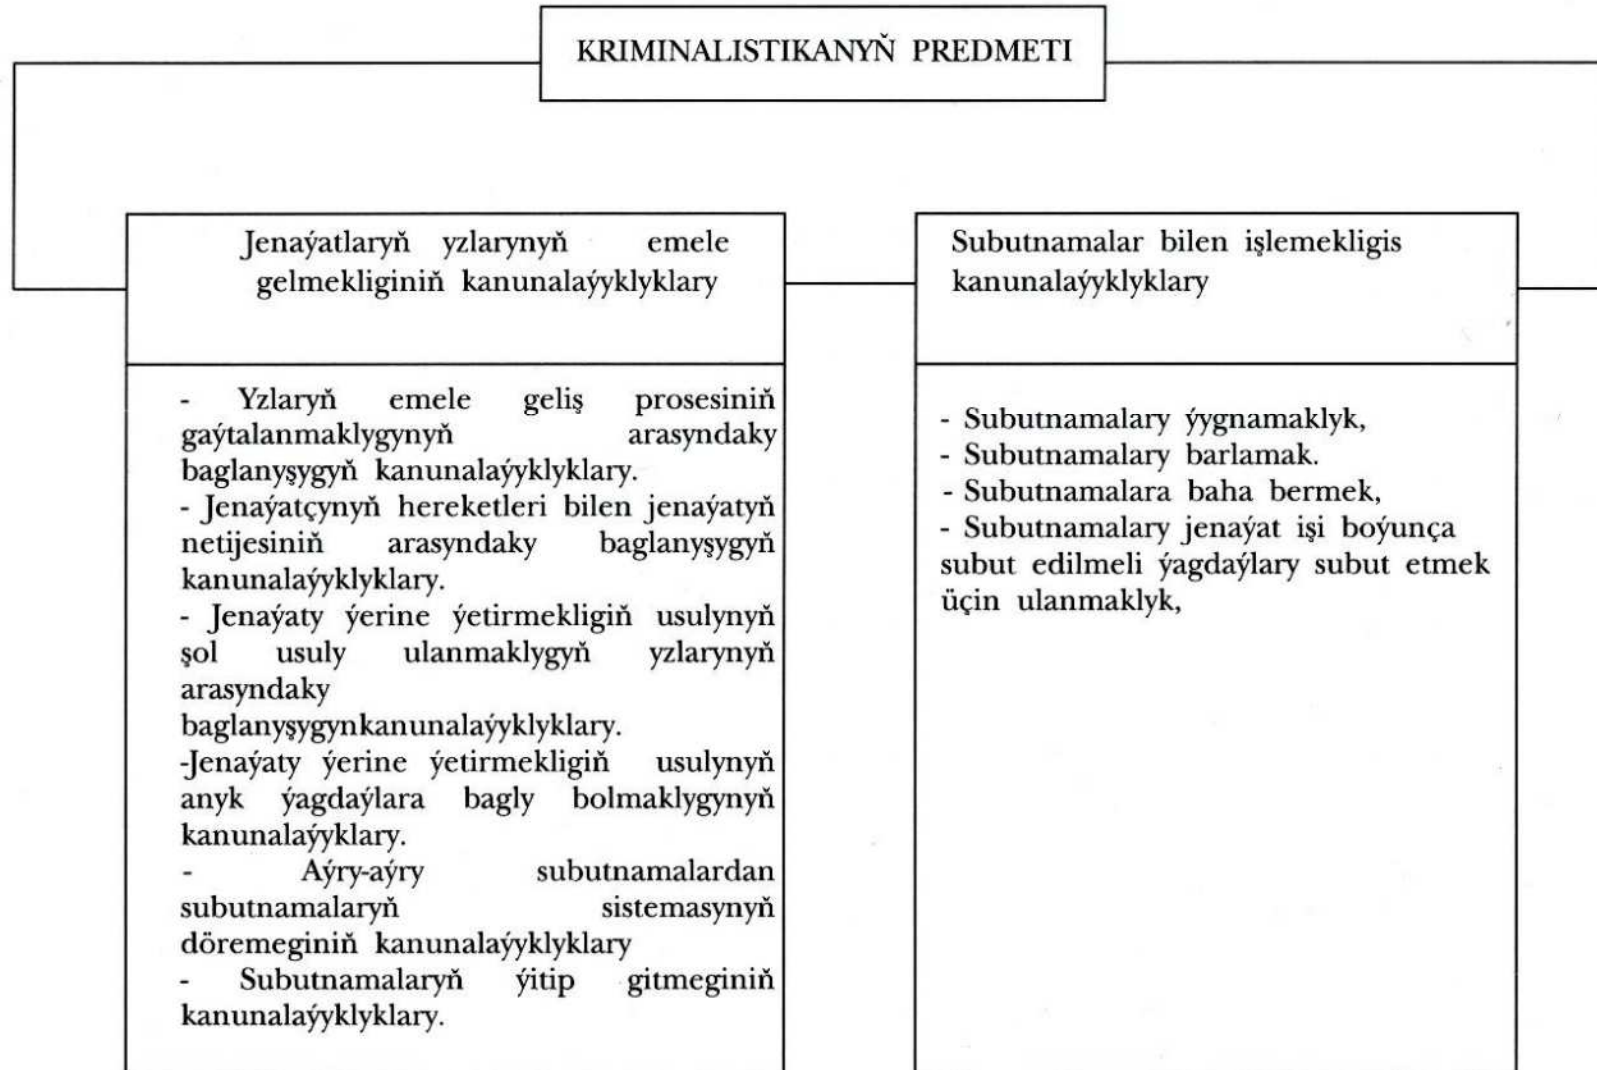 KRIMINALISTIKANYŇ PREDMETI
Jenaýatlaryň yzlarynyň emele
gelmekliginiň kanunalaýyklyklary
- Yzlaryň emele geliş prosesiniň
gaýtalanmaklygynyň arasyndaky
baglanyşygyň kanunalaýyklyklary.
- Jenaýatçynyň hereketleri bilen jenaýatyň
netijesiniň arasyndaky baglanyşygyň
kanunalaýyklyklary.
- Jenaýaty ýerine ýetirmekligiň usulynyň
şol usuly ulanmaklygyň yzlarynyň
arasyndaky
baglanyşygynkanunalaýyklyklary.
-Jenaýaty ýerine ýetirmekligiň usulynyň
anyk ýagdaýlara bagly bolmaklygynyň
kanunalaýyklary.
- Aýry-aýry subutnamalardan
subutnamalaryň sistemasynyň
döremeginiň kanunalaýyklyklary
- Subutnamalaryň ýitip gitmeginiň
kanunalaýyklyklary.
Subutnamalar bilen işlemekligis
kanunalaýyklyklary
- Subutnamalary ýygnamaklyk,
- Subutnamalary barlamak.
- Subutnamalara baha bermek,
- Subutnamalary jenaýat işi boýunça
subut edilmeli ýagdaýlary subut etmek
üçin ulanmaklyk,